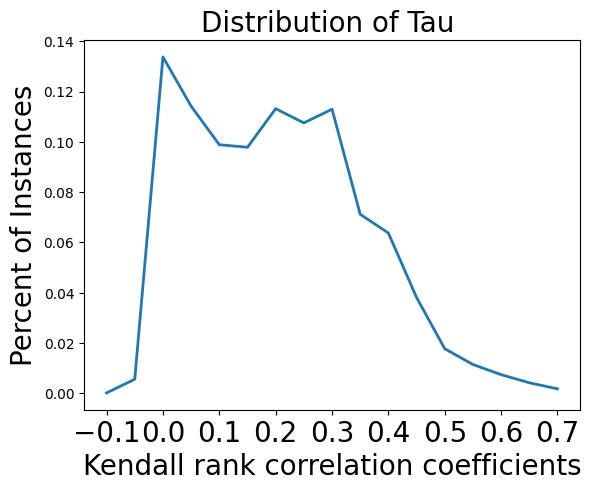 Distribution of Tau
Percent of Instances
0.14
0.12
0.10
0.08
0.06
0.04
0.02
0.00
−0.1 0.0 0.1 0.2 0.3 0.4 0.5 0.6 0.7
Kendall rank correlation coefficients